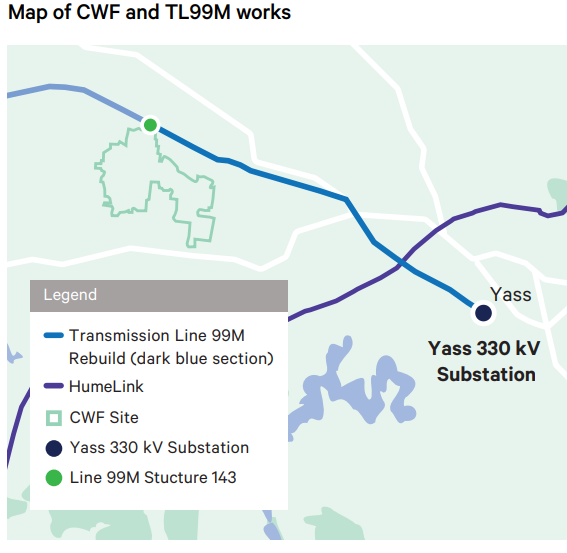 Map of CWF and TL99M works
Yass
Yass 330 kV
Substation
Legend
Transmission Line 99M
Rebuild (dark blue section)
HumeLink
CWF Site
Yass 330 kV Substation
Line 99M Stucture 143